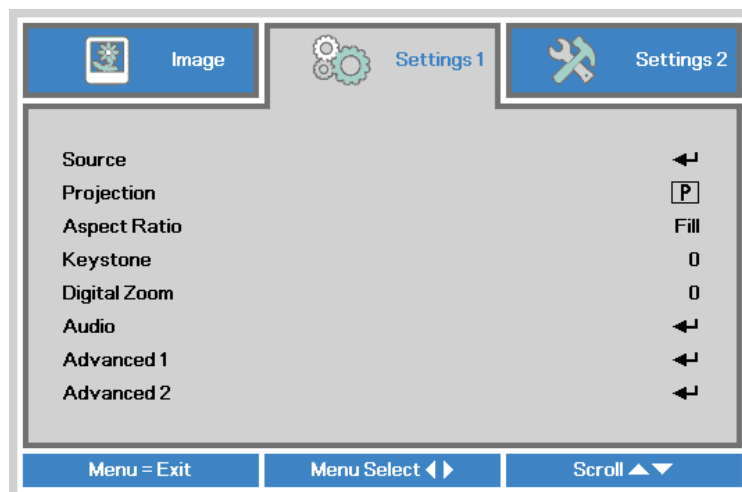 Image
Settings 1
Settings 2
Source
Projection P
Aspect Ratio Fill
Keystone 0
Digital Zoom 0
Audio
Advanced 1
Advanced 2
Menu = Exit
Menu Select
Scroll